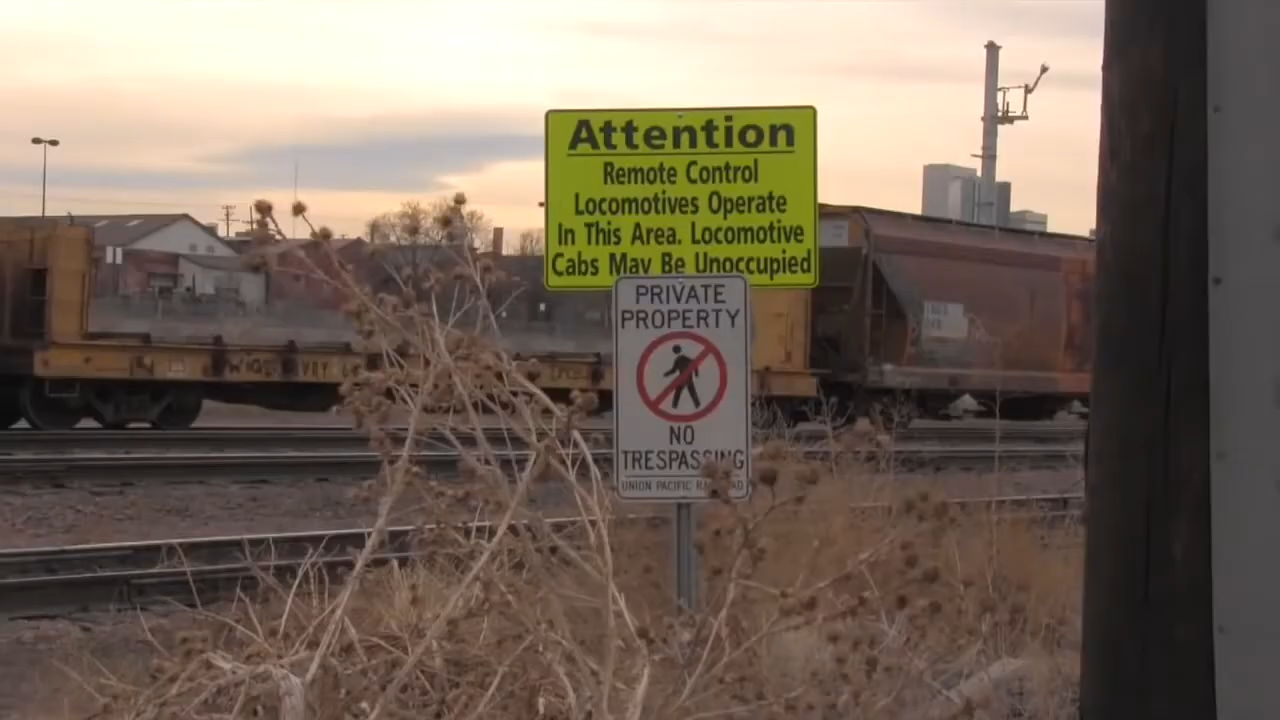 Attention
Remote Control
Locomotives Operate
In This Area. Locomotive
Cabs May Be Unoccupied
PRIVATE
PROPERTY
NO
TRESPASSING
UNION PACIFIC RAILROAD